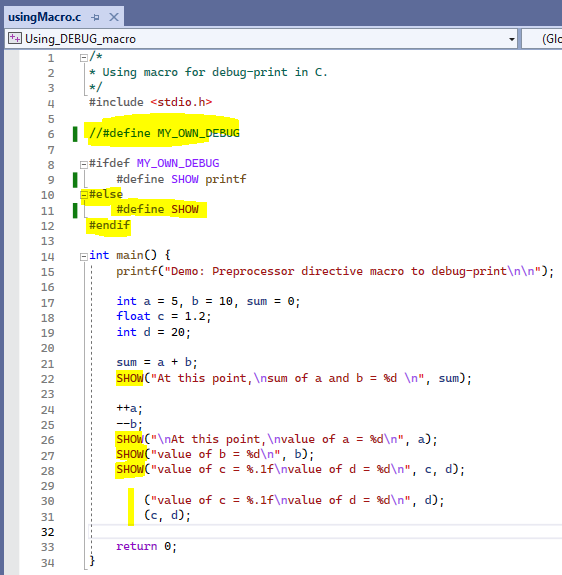 usingMacro.c
Using_DEBUG_macro (Glo
1 /*
2 * Using macro for debug-print in C.
3 */
4 #include <stdio.h>
5
6 //#define MY_OWN_DEBUG
7
8 #ifdef MY_OWN_DEBUG
9 #define SHOW printf
10 #else
11 #define SHOW
12 #endif
13
14 int main() {
15 printf("Demo: Preprocessor directive macro to debug-print\n\n");
16
17 int a = 5, b = 10, sum = 0;
18 float c = 1.2;
19 int d = 20;
20
21 sum = a + b;
22 SHOW("At this point,\nsum of a and b = %d \n", sum);
23
24 ++a;
25 --b;
26 SHOW("\nAt this point,\nvalue of a = %d\n", a);
27 SHOW("value of b = %d\n", b);
28 SHOW("value of c = %.1f\nvalue of d = %d\n", c, d);
29
30 ("value of c = %.1f\nvalue of d = %d\n", d);
31 (c, d);
32
33 return 0;
34 }